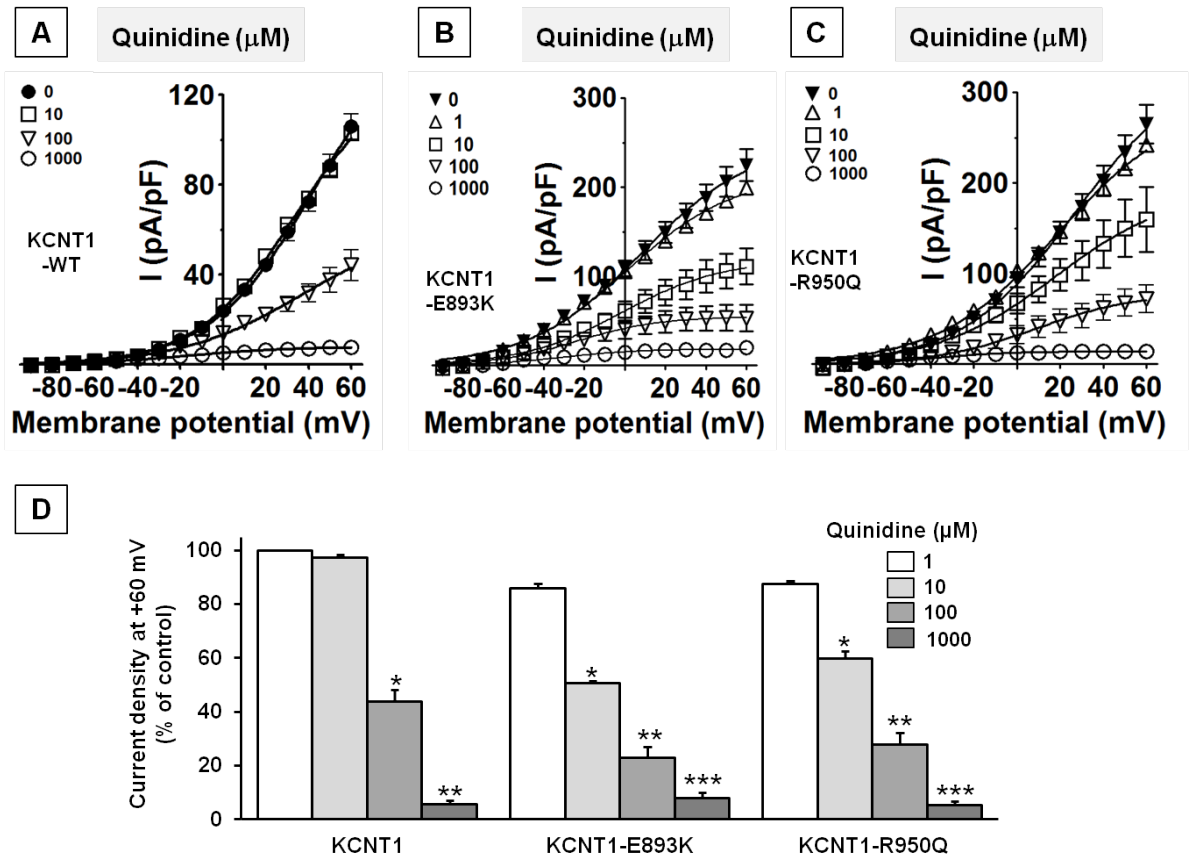 A
Quinidine (µM)
0
10
100
1000
KCNT1
-WT
I (pA/pF)
120
80
40
-80 -60 -40 -20 20 40 60
Membrane potential (mV)
B
Quinidine (µM)
0
1
10
100
1000
KCNT1
-E893K
I (pA/pF)
300
200
100
-80 -60 -40 -20 20 40 60
Membrane potential (mV)
C
Quinidine (µM)
0
1
10
100
1000
KCNT1
-R950Q
I (pA/pF)
300
200
100
-80 -60 -40 -20 20 40 60
Membrane potential (mV)
D
Current density at +60 mV
(% of control)
100
80
60
40
20
0
Quinidine (µM)
1
10
100
1000
* ** * ** *** * ** ***
KCNT1 KCNT1-E893K KCNT1-R950Q